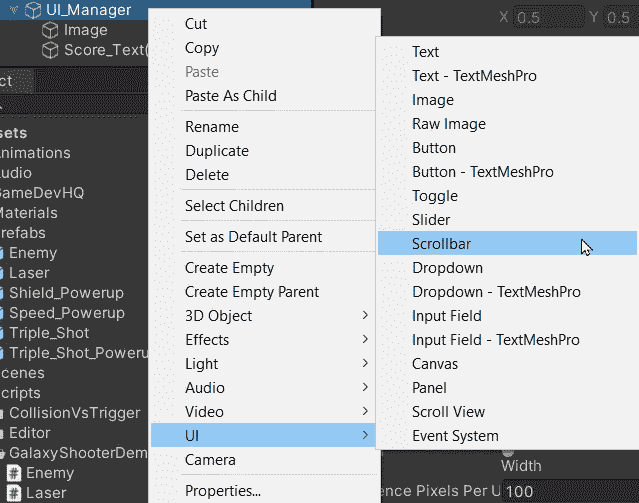 UI_Manager
Image
Score_Text(
X 0.5 Y 0.5
ct
sets
nimations
udio
ameDevHQ
aterials
refabs
Enemy
Laser
Shield_Powerup
Speed_Powerup
Triple_Shot
Triple_Shot_Poweru
cenes
cripts
CollisionVsTrigger
Editor
GalaxyShooterDem
Enemy
Laser
Cut
Copy
Paste
Paste As Child
Rename
Duplicate
Delete
Select Children
Set as Default Parent
Create Empty
Create Empty Parent
3D Object
Effects
Light
Audio
Video
UI
Camera
Properties...
Text
Text - TextMeshPro
Image
Raw Image
Button
Button - TextMeshPro
Toggle
Slider
Scrollbar
Dropdown
Dropdown - TextMeshPro
Input Field
Input Field - TextMeshPro
Canvas
Panel
Scroll View
Event System
Width
ence Pixels Per U 100